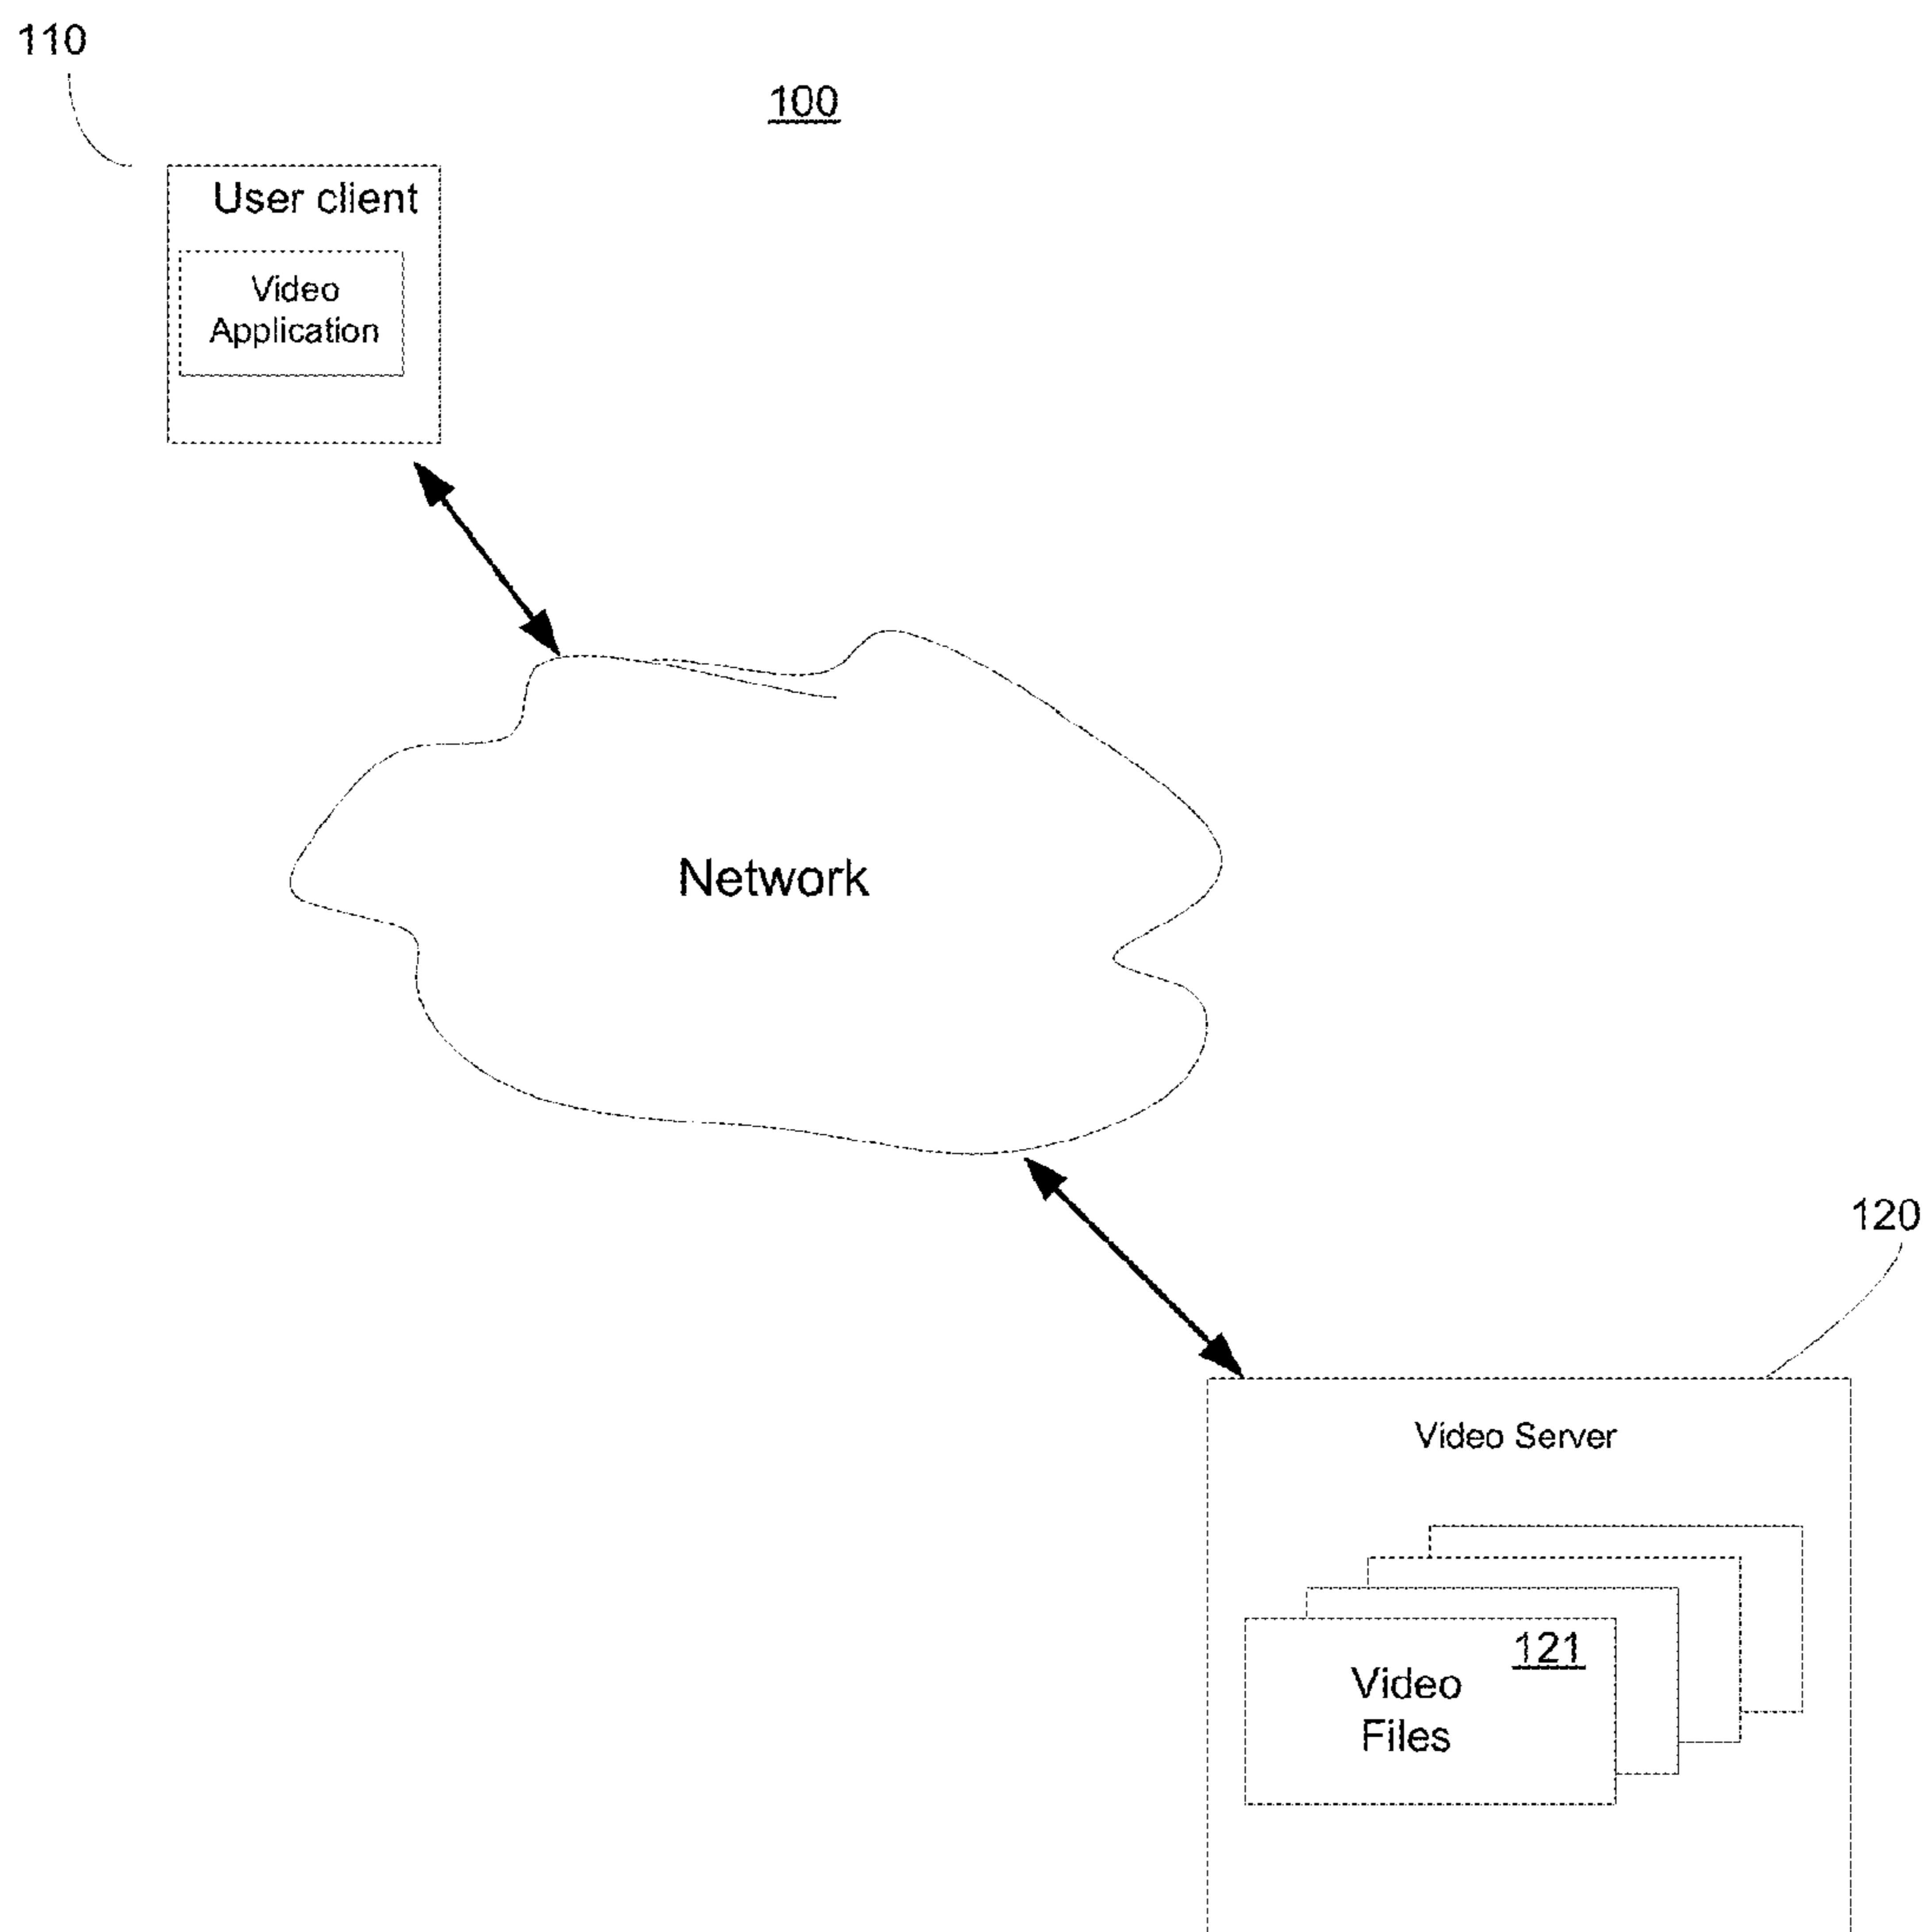 110
100
User client
Video
Application
Network
120
Video Server
121
Video
Files